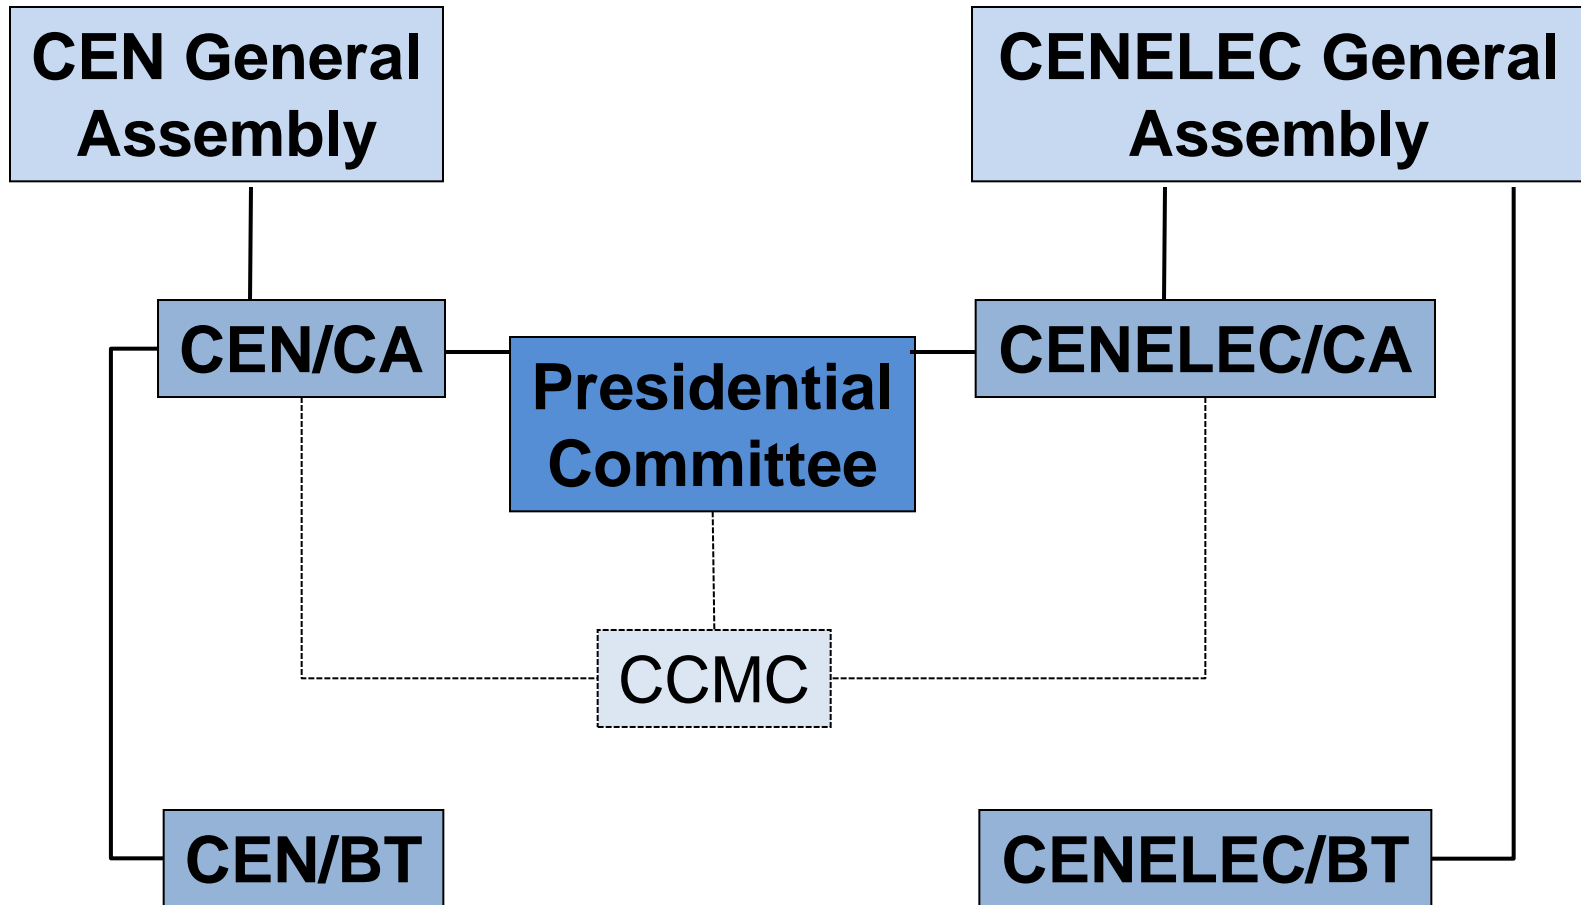 CEN General
Assembly
CENELEC General
Assembly
CEN/CA
Presidential
Committee
CENELEC/CA
CCMC
CEN/BT
CENELEC/BT